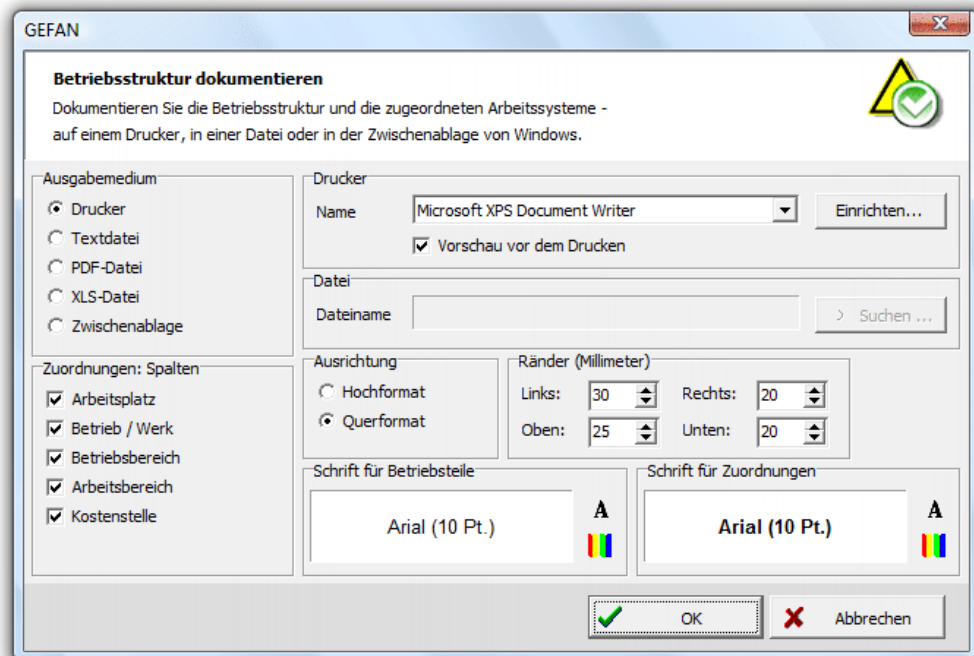 GEFAN
Betriebsstruktur dokumentieren
Dokumentieren Sie die Betriebsstruktur und die zugeordneten Arbeitssysteme -
auf einem Drucker, in einer Datei oder in der Zwischenablage von Windows.
Ausgabemedium
Drucker
Textdatei
PDF-Datei
XLS-Datei
Zwischenablage
Zuordnungen: Spalten
Arbeitsplatz
Betrieb / Werk
Betriebsbereich
Arbeitsbereich
Kostenstelle
Drucker
Name Microsoft XPS Document Writer Einrichten...
Vorschau vor dem Drucken
Datei
Dateiname > Suchen ...
Ausrichtung
Hochformat
Querformat
Ränder (Millimeter)
Links: 30 Rechts: 20
Oben: 25 Unten: 20
Schrift für Betriebsteile
Arial (10 Pt.) A
Schrift für Zuordnungen
Arial (10 Pt.) A
OK Abbrechen